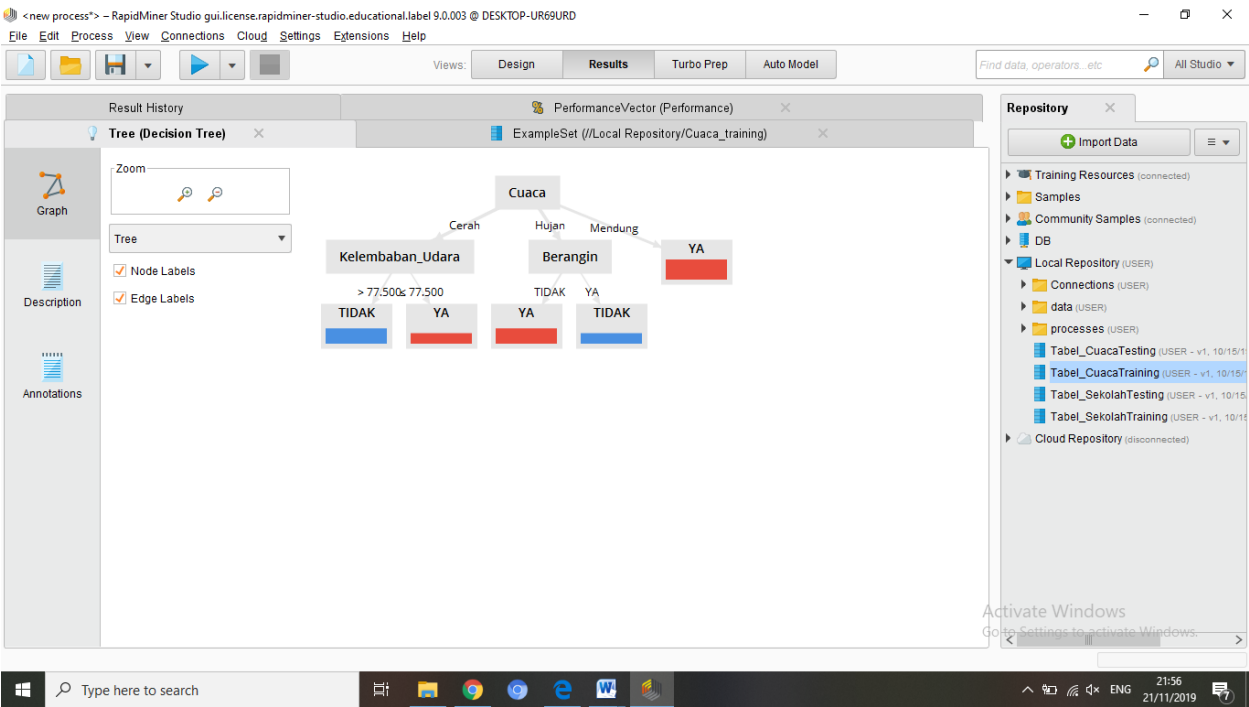 <new process*> – RapidMiner Studio gui.license.rapidminer-studio.educational.label 9.0.003 @ DESKTOP-UR69URD
File Edit Process View Connections Cloud Settings Extensions Help
Views: Design Results Turbo Prep Auto Model
Find data, operators...etc All Studio
Result History PerformanceVector (Performance)
Tree (Decision Tree) ExampleSet (//Local Repository/Cuaca_training)
Graph
Description
Annotations
Zoom
Tree
Node Labels
Edge Labels
Cuaca
Cerah Hujan Mendung
Kelembaban_Udara Berangin YA
> 77.500 ≤ 77.500 TIDAK YA
TIDAK YA YA TIDAK
Repository
Import Data
Training Resources (connected)
Samples
Community Samples (connected)
DB
Local Repository (USER)
Connections (USER)
data (USER)
processes (USER)
Tabel_CuacaTesting (USER - v1, 10/15/1
Tabel_CuacaTraining (USER - v1, 10/15/
Tabel_SekolahTesting (USER - v1, 10/15
Tabel_SekolahTraining (USER - v1, 10/15
Cloud Repository (disconnected)
Activate Windows
Go to Settings to activate Windows.
Type here to search
ENG
21:56
21/11/2019
7